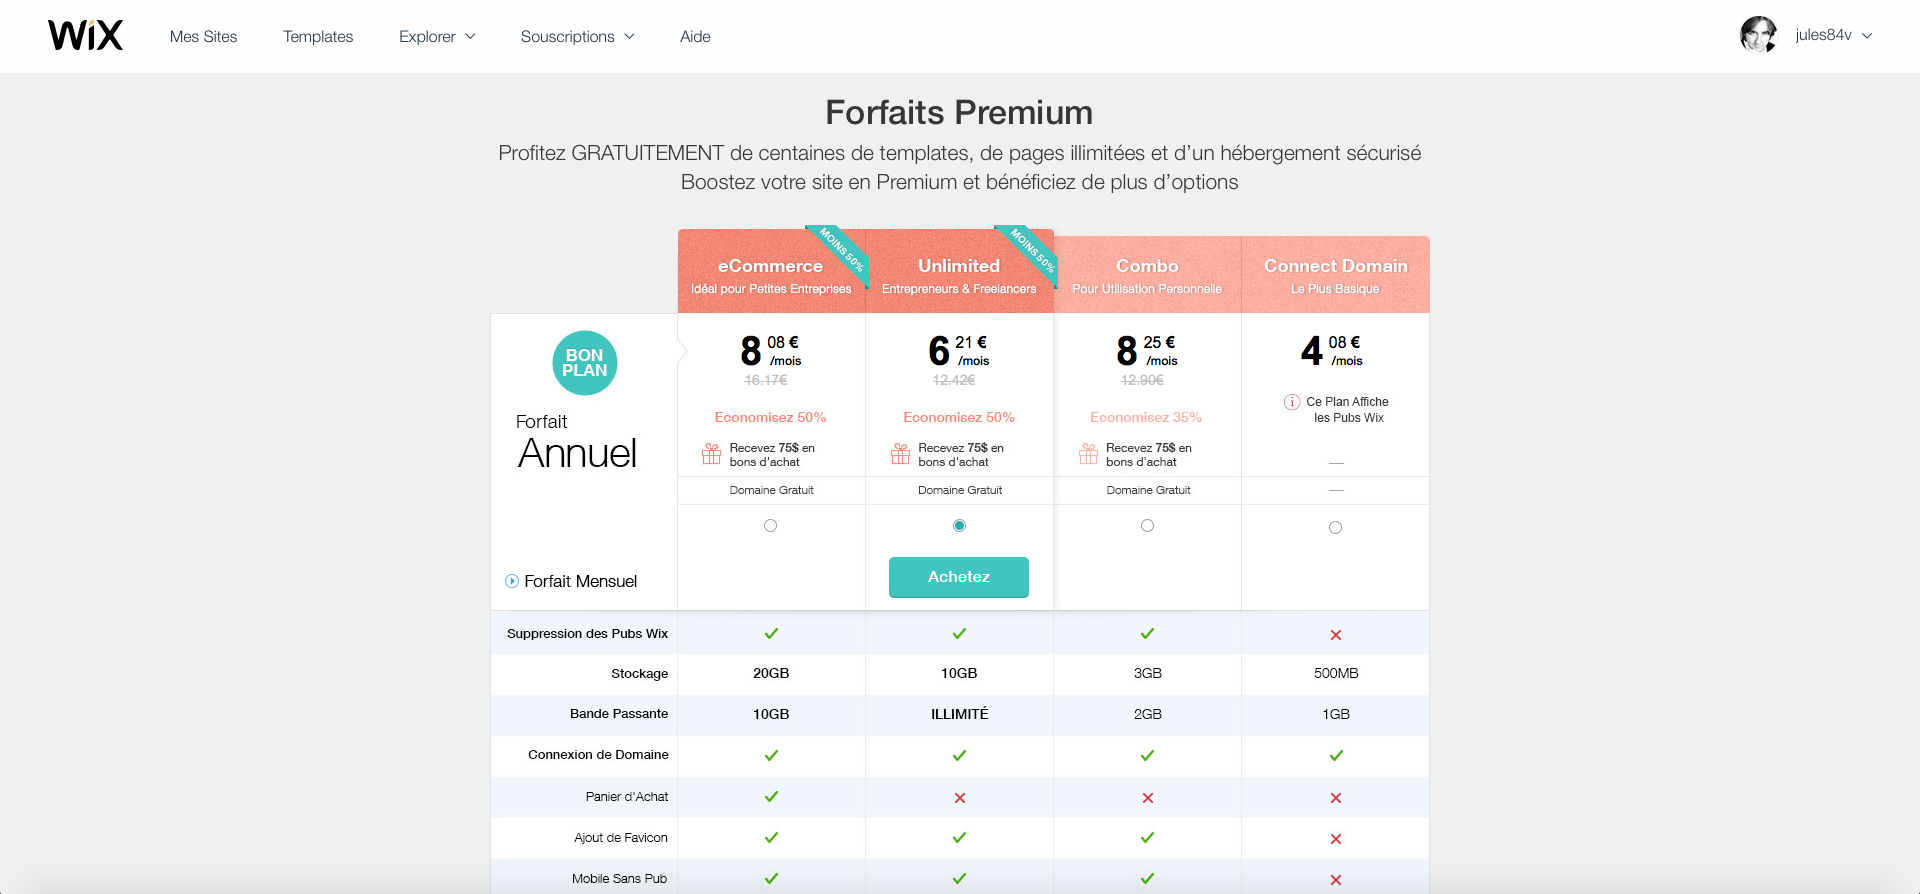 WiX
Mes Sites
Templates
Explorer
Souscriptions
Aide
jules84v
Forfaits Premium
Profitez GRATUITEMENT de centaines de templates, de pages illimitées et d'un hébergement sécurisé
Boostez votre site en Premium et bénéficiez de plus d'options
eCommerce
Idéal pour Petites Entreprises
MOINS 50%
Unlimited
Entrepreneurs & Freelancers
MOINS 50%
Combo
Pour Utilisation Personnelle
Connect Domain
Le Plus Basique
BON
PLAN
Forfait
Annuel
Forfait Mensuel
8 08 €
/mois
16.17€
Economisez 50%
Recevez 75$ en
bons d'achat
Domaine Gratuit
6 21 €
/mois
12.42€
Economisez 50%
Recevez 75$ en
bons d'achat
Domaine Gratuit
Achetez
8 25 €
/mois
12.90€
Economisez 35%
Recevez 75$ en
bons d'achat
Domaine Gratuit
4 08 €
/mois
Ce Plan Affiche
les Pubs Wix
—
—
Suppression des Pubs Wix
Stockage 20GB 10GB 3GB 500MB
Bande Passante 10GB ILLIMITÉ 2GB 1GB
Connexion de Domaine
Panier d'Achat
Ajout de Favicon
Mobile Sans Pub